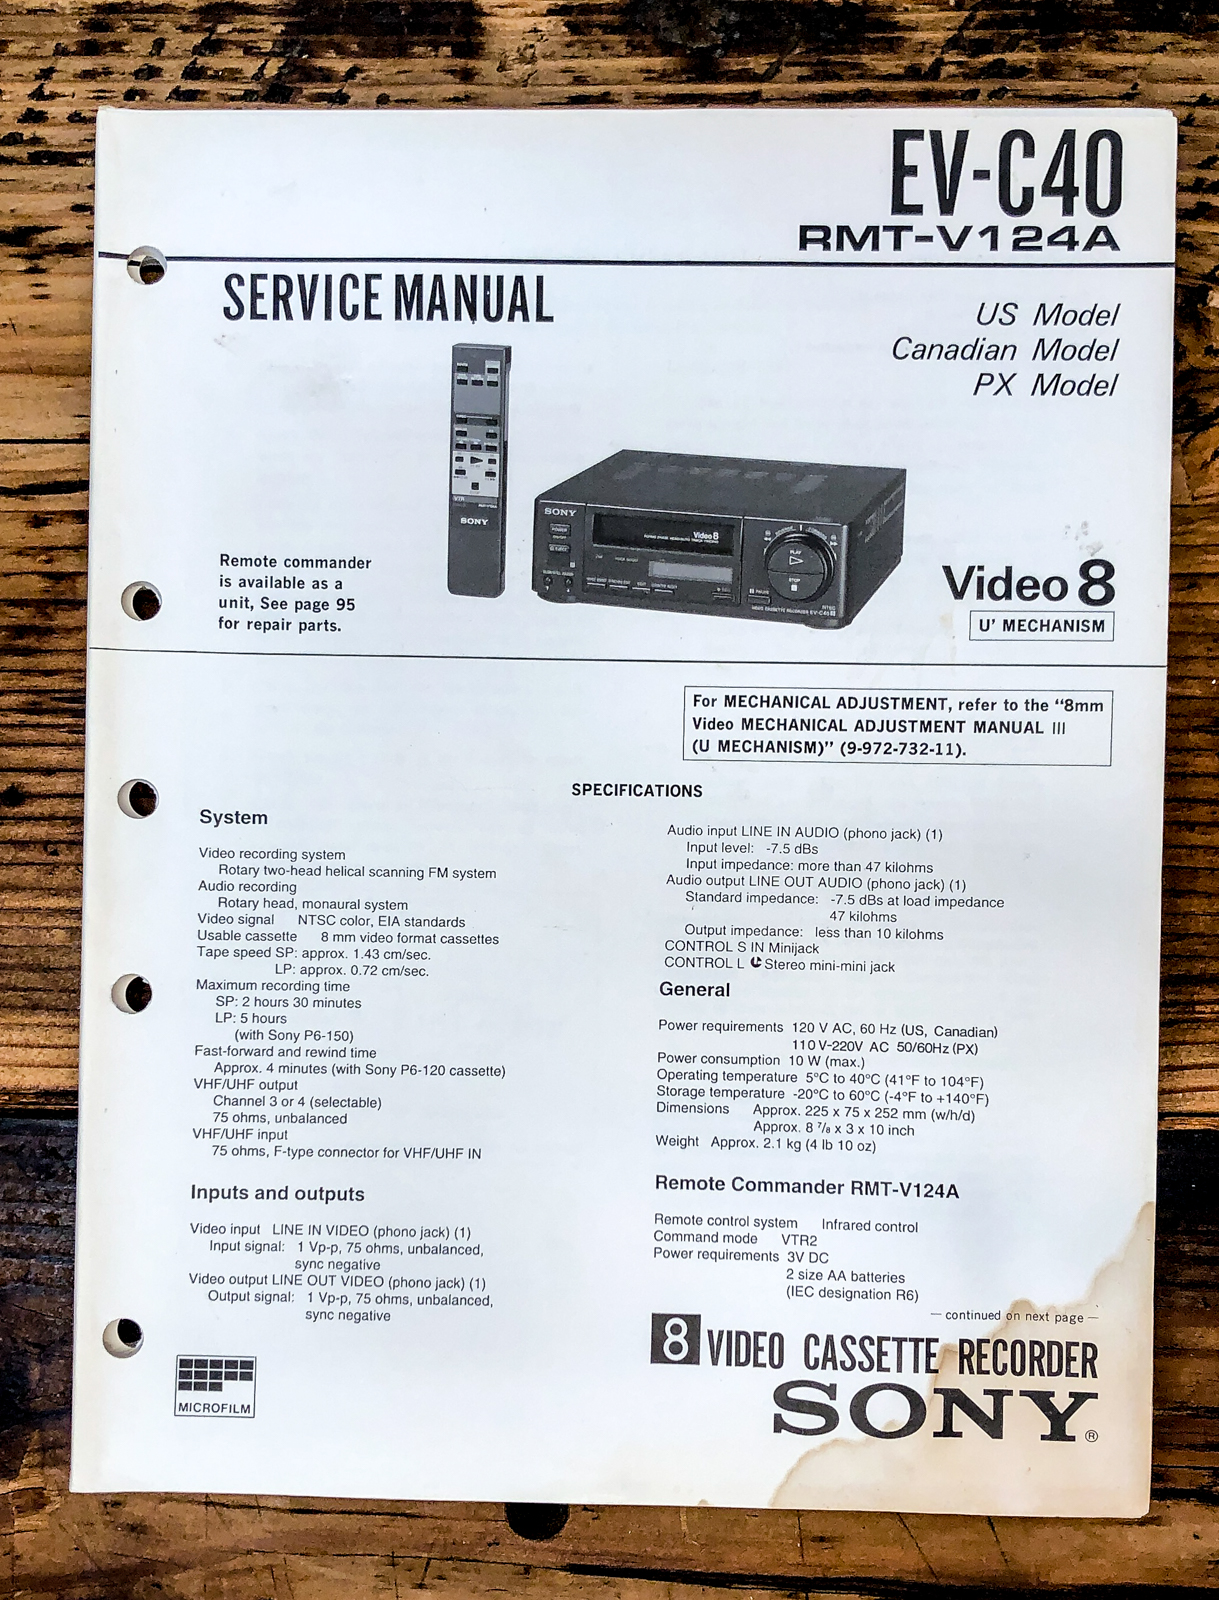 EV-C40
RMT-V124A
SERVICE MANUAL
US Model
Canadian Model
PX Model
SONY
SONY
Video 8
POWER
EJECT
PLAY
STOP
PAUSE
NTSC
VIDEO CASSETTE RECORDER EV-C40
VTR
Remote commander
is available as a
unit, See page 95
for repair parts.
Video 8
U' MECHANISM
For MECHANICAL ADJUSTMENT, refer to the "8mm
Video MECHANICAL ADJUSTMENT MANUAL III
(U MECHANISM)" (9-972-732-11).
SPECIFICATIONS
System
Video recording system
Rotary two-head helical scanning FM system
Audio recording
Rotary head, monaural system
Video signal NTSC color, EIA standards
Usable cassette 8 mm video format cassettes
Tape speed SP: approx. 1.43 cm/sec.
LP: approx. 0.72 cm/sec.
Maximum recording time
SP: 2 hours 30 minutes
LP: 5 hours
(with Sony P6-150)
Fast-forward and rewind time
Approx. 4 minutes (with Sony P6-120 cassette)
VHF/UHF output
Channel 3 or 4 (selectable)
75 ohms, unbalanced
VHF/UHF input
75 ohms, F-type connector for VHF/UHF IN
Inputs and outputs
Video input LINE IN VIDEO (phono jack) (1)
Input signal: 1 Vp-p, 75 ohms, unbalanced,
sync negative
Video output LINE OUT VIDEO (phono jack) (1)
Output signal: 1 Vp-p, 75 ohms, unbalanced,
sync negative
Audio input LINE IN AUDIO (phono jack) (1)
Input level: -7.5 dBs
Input impedance: more than 47 kilohms
Audio output LINE OUT AUDIO (phono jack) (1)
Standard impedance: -7.5 dBs at load impedance
47 kilohms
Output impedance: less than 10 kilohms
CONTROL S IN Minijack
CONTROL L Stereo mini-mini jack
General
Power requirements 120 V AC, 60 Hz (US, Canadian)
110 V-220V AC 50/60Hz (PX)
Power consumption 10 W (max.)
Operating temperature 5°C to 40°C (41°F to 104°F)
Storage temperature -20°C to 60°C (-4°F to +140°F)
Dimensions Approx. 225 x 75 x 252 mm (w/h/d)
Approx. 8 7/8 x 3 x 10 inch
Weight Approx. 2.1 kg (4 lb 10 oz)
Remote Commander RMT-V124A
Remote control system Infrared control
Command mode VTR2
Power requirements 3V DC
2 size AA batteries
(IEC designation R6)
— continued on next page —
8 VIDEO CASSETTE RECORDER
SONY®
MICROFILM